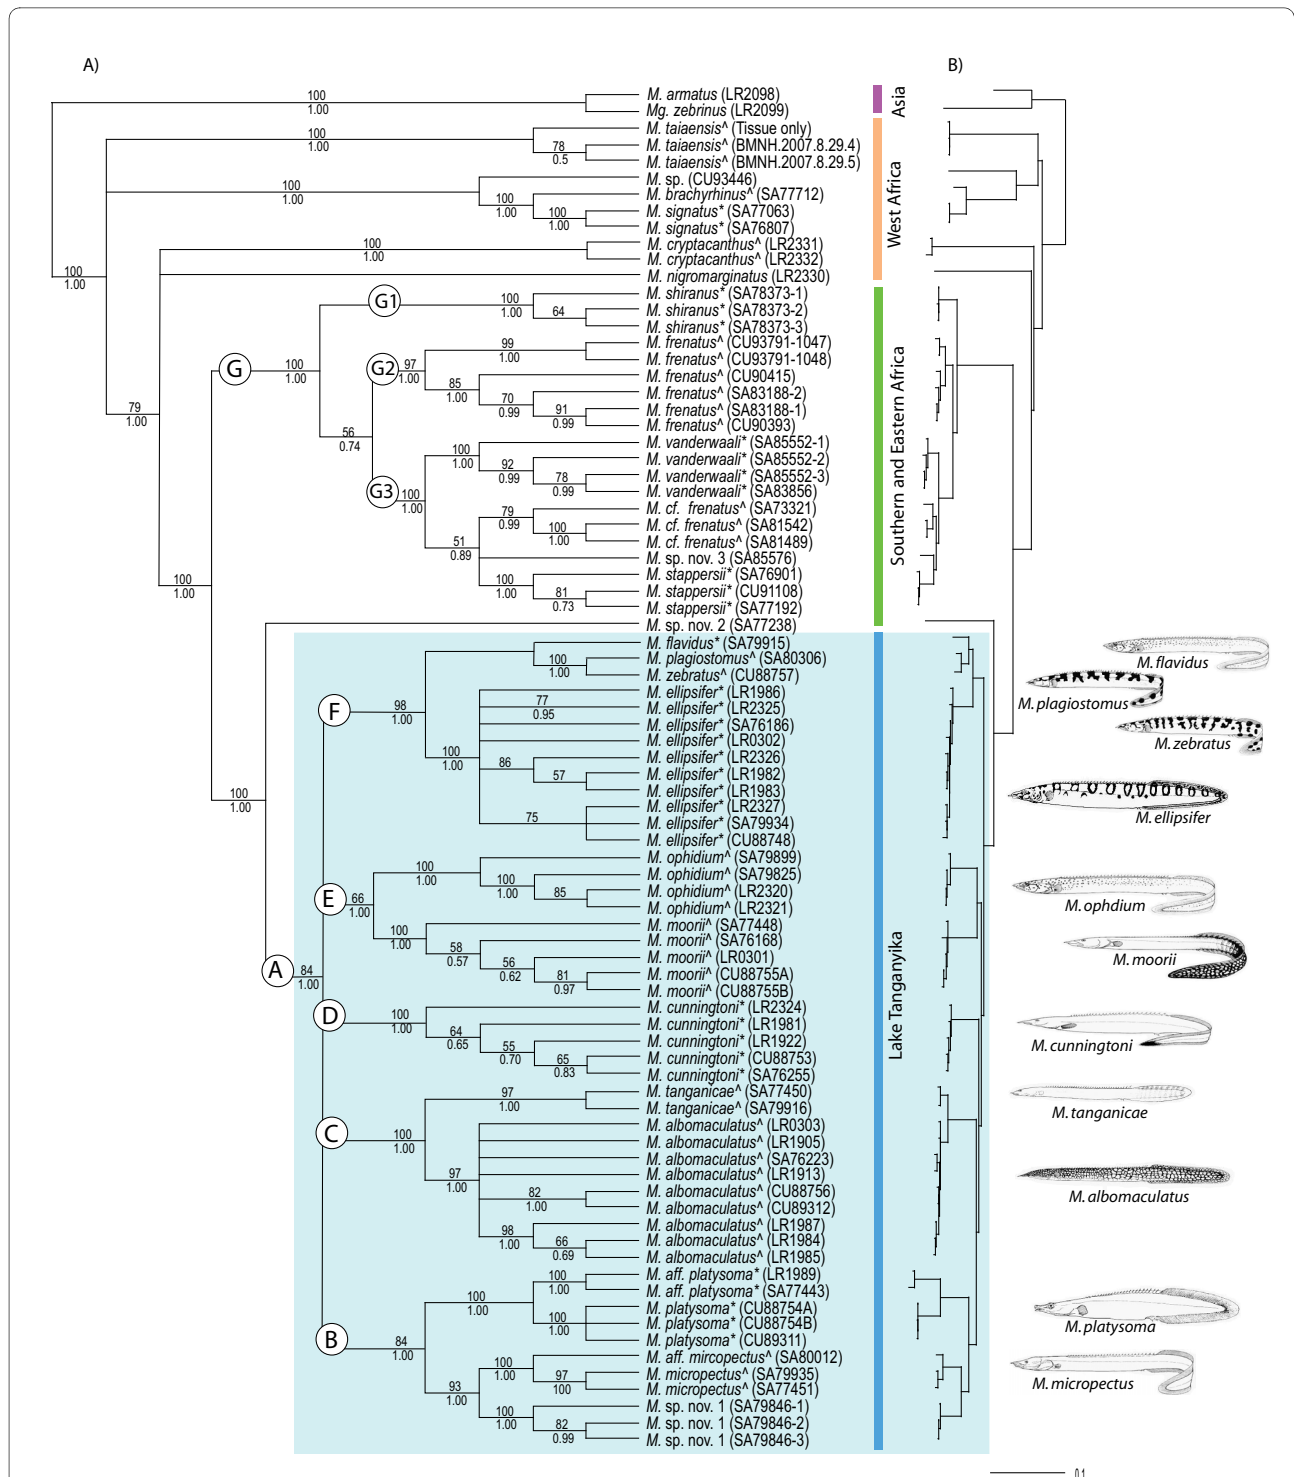 A)
B)
M. armatus (LR2098)
Mg. zebrinus (LR2099)
M. taiaensis^ (Tissue only)
M. taiaensis^ (BMNH.2007.8.29.4)
M. taiaensis^ (BMNH.2007.8.29.5)
M. sp. (CU93446)
M. brachyrhinus^ (SA77712)
M. signatus* (SA77063)
M. signatus* (SA76807)
M. cryptacanthus^ (LR2331)
M. cryptacanthus^ (LR2332)
M. nigromarginatus (LR2330)
M. shiranus* (SA78373-1)
M. shiranus* (SA78373-2)
M. shiranus* (SA78373-3)
M. frenatus^ (CU93791-1047)
M. frenatus^ (CU93791-1048)
M. frenatus^ (CU90415)
M. frenatus^ (SA83188-2)
M. frenatus^ (SA83188-1)
M. frenatus^ (CU90393)
M. vanderwaali* (SA85552-1)
M. vanderwaali* (SA85552-2)
M. vanderwaali* (SA85552-3)
M. vanderwaali* (SA83856)
M. cf. frenatus^ (SA73321)
M. cf. frenatus^ (SA81542)
M. cf. frenatus^ (SA81489)
M. sp. nov. 3 (SA85576)
M. stappersii* (SA76901)
M. stappersii* (CU91108)
M. stappersii* (SA77192)
M. sp. nov. 2 (SA77238)
M. flavidus* (SA79915)
M. plagiostomus^ (SA80306)
M. zebratus^ (CU88757)
M. ellipsifer* (LR1986)
M. ellipsifer* (LR2325)
M. ellipsifer* (SA76186)
M. ellipsifer* (LR0302)
M. ellipsifer* (LR2326)
M. ellipsifer* (LR1982)
M. ellipsifer* (LR1983)
M. ellipsifer* (LR2327)
M. ellipsifer* (SA79934)
M. ellipsifer* (CU88748)
M. ophidium^ (SA79899)
M. ophidium^ (SA79825)
M. ophidium^ (LR2320)
M. ophidium^ (LR2321)
M. moorii^ (SA77448)
M. moorii^ (SA76168)
M. moorii^ (LR0301)
M. moorii^ (CU88755A)
M. moorii^ (CU88755B)
M. cunningtoni* (LR2324)
M. cunningtoni* (LR1981)
M. cunningtoni* (LR1922)
M. cunningtoni* (CU88753)
M. cunningtoni* (SA76255)
M. tanganicae^ (SA77450)
M. tanganicae^ (SA79916)
M. albomaculatus^ (LR0303)
M. albomaculatus^ (LR1905)
M. albomaculatus^ (SA76223)
M. albomaculatus^ (LR1913)
M. albomaculatus^ (CU88756)
M. albomaculatus^ (CU89312)
M. albomaculatus^ (LR1987)
M. albomaculatus^ (LR1984)
M. albomaculatus^ (LR1985)
M. aff. platysoma* (LR1989)
M. aff. platysoma* (SA77443)
M. platysoma* (CU88754A)
M. platysoma* (CU88754B)
M. platysoma* (CU89311)
M. aff. mircopectus^ (SA80012)
M. micropectus^ (SA79935)
M. micropectus^ (SA77451)
M. sp. nov. 1 (SA79846-1)
M. sp. nov. 1 (SA79846-2)
M. sp. nov. 1 (SA79846-3)
100
1.00
100
1.00
78
0.5
100
1.00
100
1.00
100
1.00
100
1.00
100
1.00
79
1.00
100
1.00
G
100
1.00
G1
100
1.00
64
56
0.74
G2
97
1.00
99
1.00
85
1.00
70
0.99
91
0.99
G3
100
1.00
100
1.00
92
0.99
78
0.99
51
0.89
79
0.99
100
1.00
100
1.00
81
0.73
100
1.00
A
84
1.00
F
98
1.00
100
1.00
77
0.95
100
1.00
86
57
75
E
66
1.00
100
1.00
100
1.00
85
100
1.00
58
0.57
56
0.62
81
0.97
D
100
1.00
64
0.65
55
0.70
65
0.83
C
100
1.00
97
1.00
97
1.00
82
1.00
98
1.00
66
0.69
B
84
1.00
100
1.00
100
1.00
100
1.00
93
1.00
100
1.00
97
100
100
1.00
82
0.99
Asia
West Africa
Southern and Eastern Africa
Lake Tanganyika
M. flavidus
M. plagiostomus
M. zebratus
M. ellipsifer
M. ophdium
M. moorii
M. cunningtoni
M. tanganicae
M. albomaculatus
M. platysoma
M. micropectus
0.1